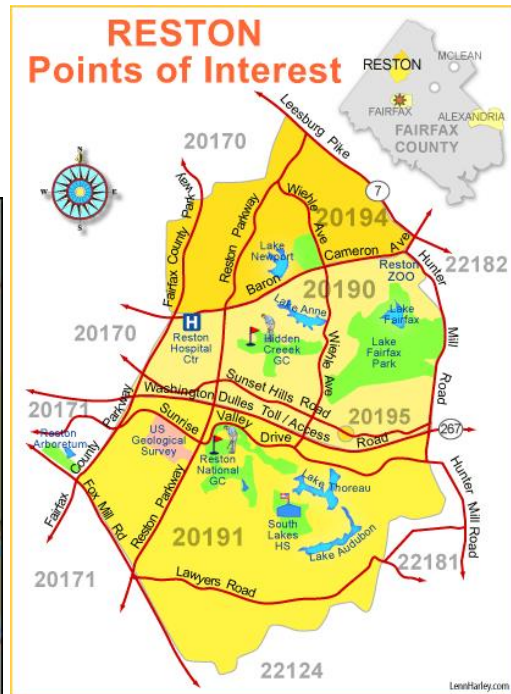 RESTON
Points of Interest
RESTON
MCLEAN
FAIRFAX
ALEXANDRIA
FAIRFAX
COUNTY
Leesburg Pike
20170
7
N
W
E
S
Fairfax County Parkway
Reston Parkway
Wiehle Ave
20194
Lake
Newport
Cameron Ave
Baron
Reston
ZOO
22182
20190
Hunter
Mill
Road
Lake Anne
Lake
Fairfax
20170
H
Reston
Hospital
Ctr
Hidden
Creeek
GC
Wiehle Ave
Lake
Fairfax
Park
Sunset Hills Road
Washington Dulles Toll / Access
Road
20171
20195
267
Reston
Arboretum
County Parkway
Fairfax
Sunrise
Valley
Drive
US
Geological
Survey
Reston
National
GC
Fox Mill Rd
Reston Parkway
Lake Thoreau
Hunter Mill Road
South
Lakes
HS
20191
Lake Audubon
22181
20171
Lawyers Road
22124
LennHarley.com